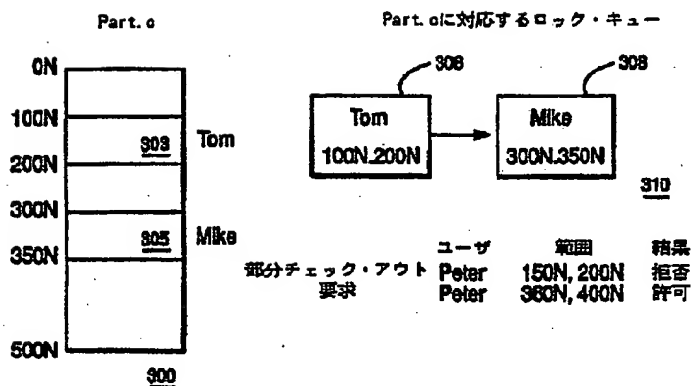 Part.c
Part.cに対応するロック・キュー
0N
100N
200N
300N
350N
500N
303
Tom
305
Mike
300
308
308
Tom
100N.200N
Mike
300N.350N
310
ユーザ 範囲 結果
部分チェック・アウト Peter 150N, 200N 拒否
要求 Peter 360N, 400N 許可